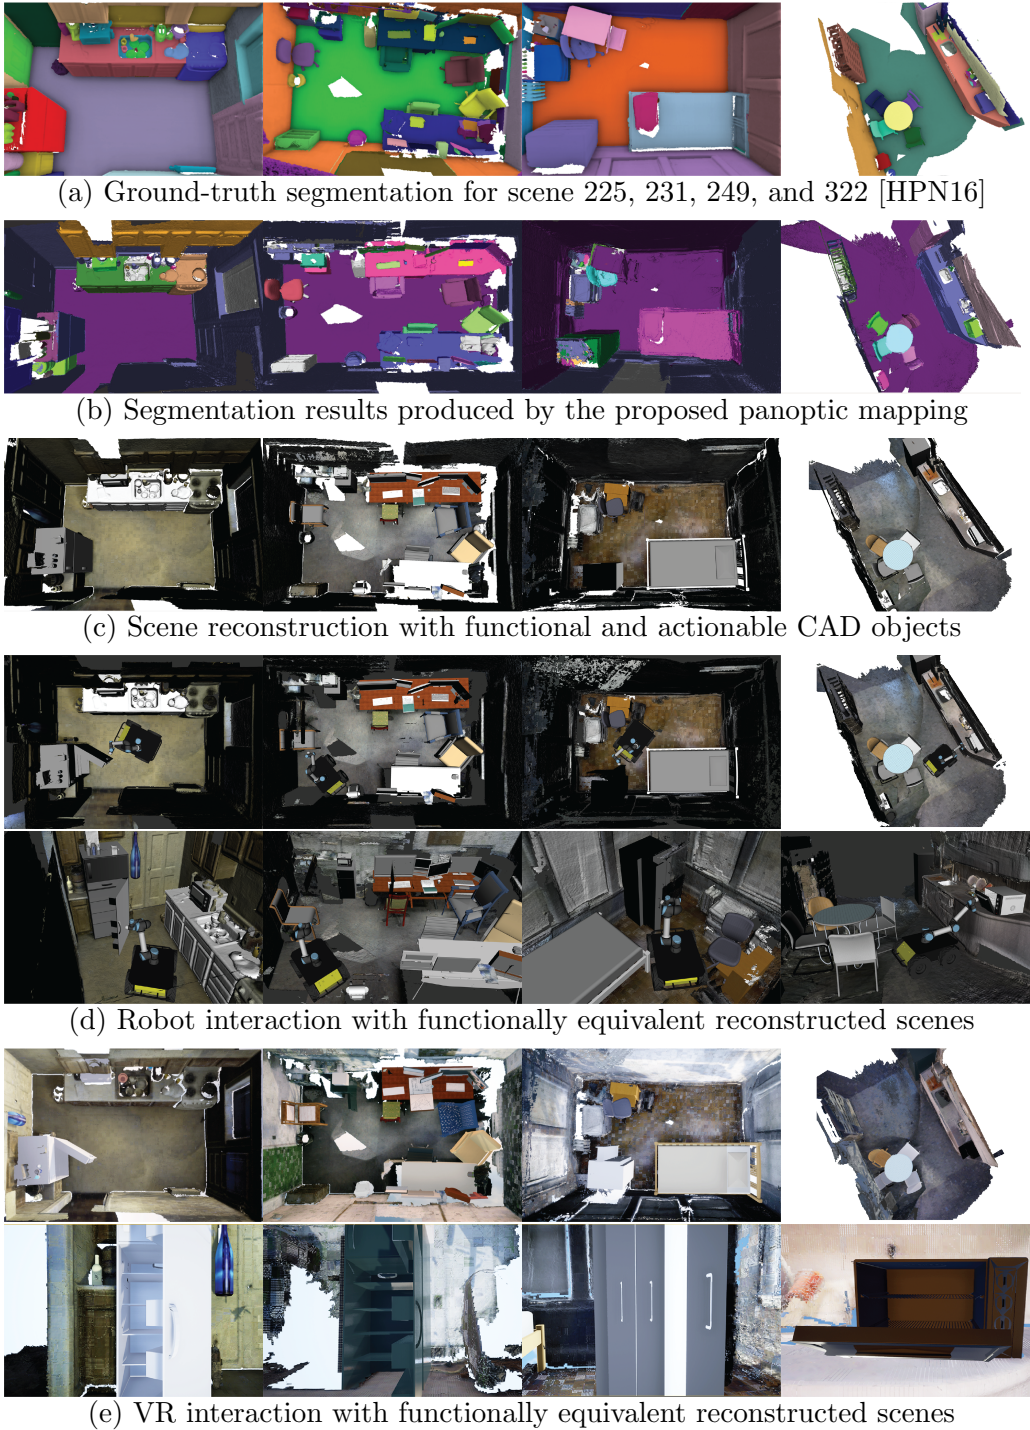 (a) Ground-truth segmentation for scene 225, 231, 249, and 322 [HPN16]
(b) Segmentation results produced by the proposed panoptic mapping
(c) Scene reconstruction with functional and actionable CAD objects
(d) Robot interaction with functionally equivalent reconstructed scenes
(e) VR interaction with functionally equivalent reconstructed scenes